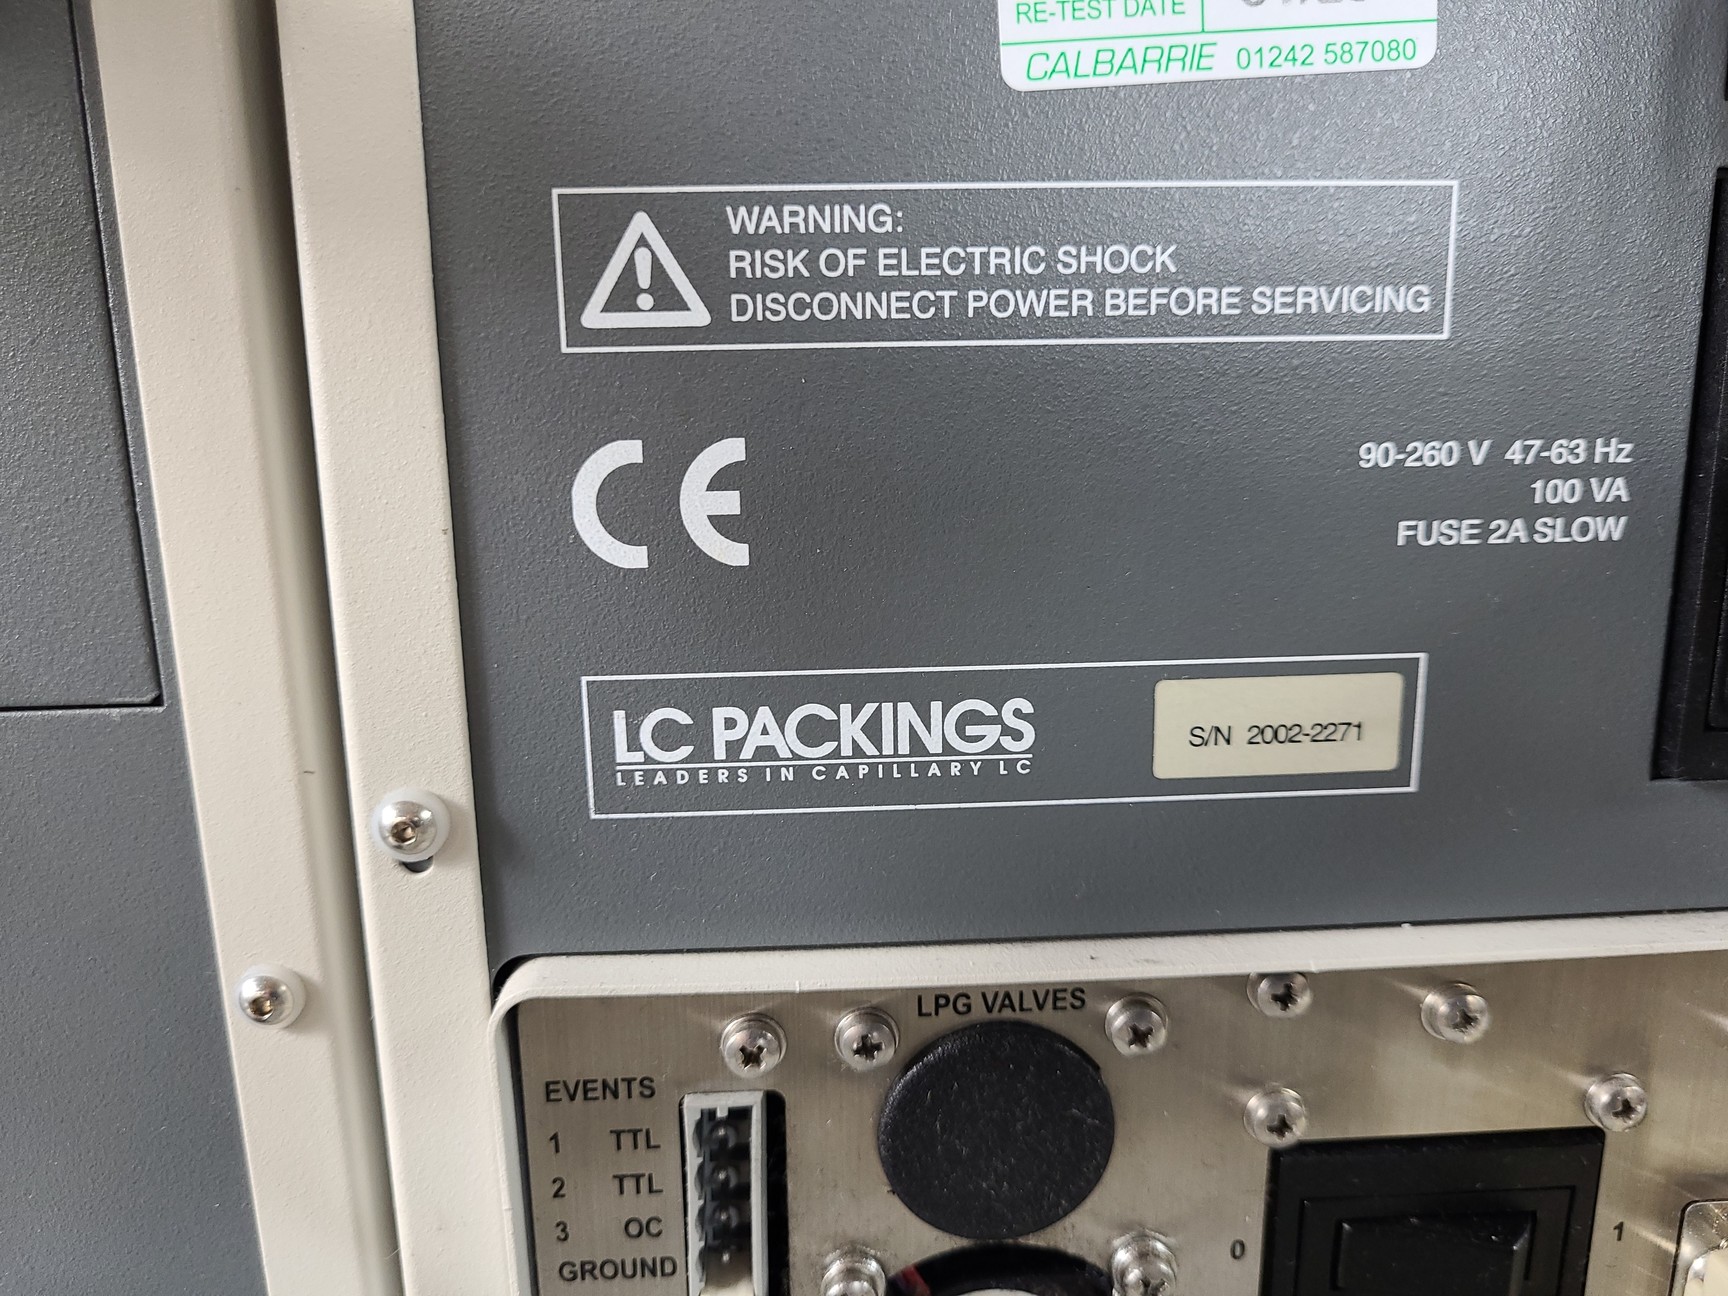 RE-TEST DATE
CALBARRIE 01242 587080
WARNING:
RISK OF ELECTRIC SHOCK
DISCONNECT POWER BEFORE SERVICING
CE
90-260 V 47-63 Hz
100 VA
FUSE 2A SLOW
LC PACKINGS
LEADERS IN CAPILLARY LC
S/N 2002-2271
LPG VALVES
EVENTS
1 TTL
2 TTL
3 OC
GROUND
0
1